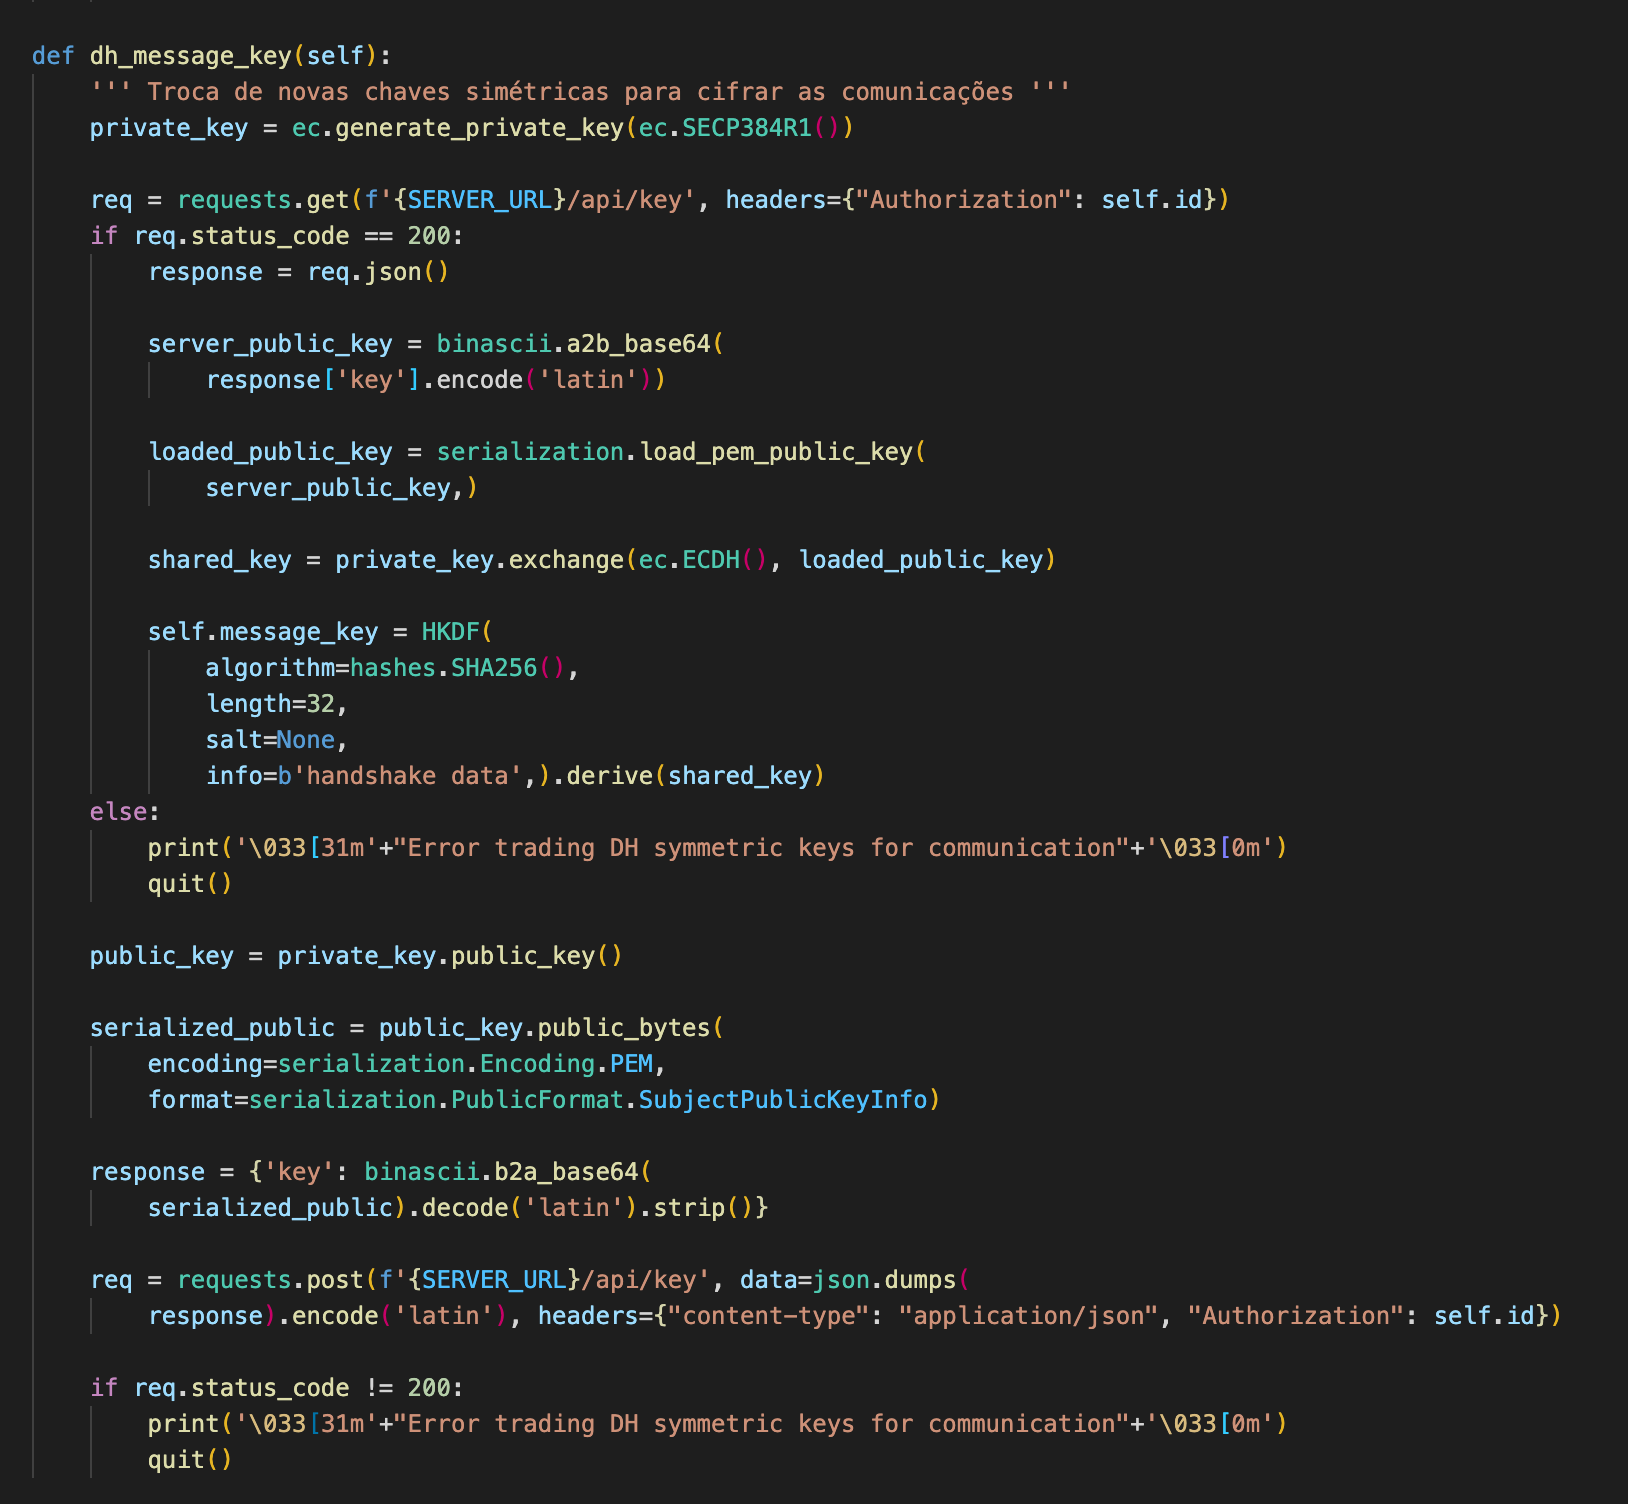 def dh_message_key(self):
''' Troca de novas chaves simétricas para cifrar as comunicações '''
private_key = ec.generate_private_key(ec.SECP384R1())
req = requests.get(f'{SERVER_URL}/api/key', headers={"Authorization": self.id})
if req.status_code == 200:
response = req.json()
server_public_key = binascii.a2b_base64(
response['key'].encode('latin'))
loaded_public_key = serialization.load_pem_public_key(
server_public_key,)
shared_key = private_key.exchange(ec.ECDH(), loaded_public_key)
self.message_key = HKDF(
algorithm=hashes.SHA256(),
length=32,
salt=None,
info=b'handshake data',).derive(shared_key)
else:
print('\033[31m'+"Error trading DH symmetric keys for communication"+'\033[0m')
quit()
public_key = private_key.public_key()
serialized_public = public_key.public_bytes(
encoding=serialization.Encoding.PEM,
format=serialization.PublicFormat.SubjectPublicKeyInfo)
response = {'key': binascii.b2a_base64(
serialized_public).decode('latin').strip()}
req = requests.post(f'{SERVER_URL}/api/key', data=json.dumps(
response).encode('latin'), headers={"content-type": "application/json", "Authorization": self.id})
if req.status_code != 200:
print('\033[31m'+"Error trading DH symmetric keys for communication"+'\033[0m')
quit()